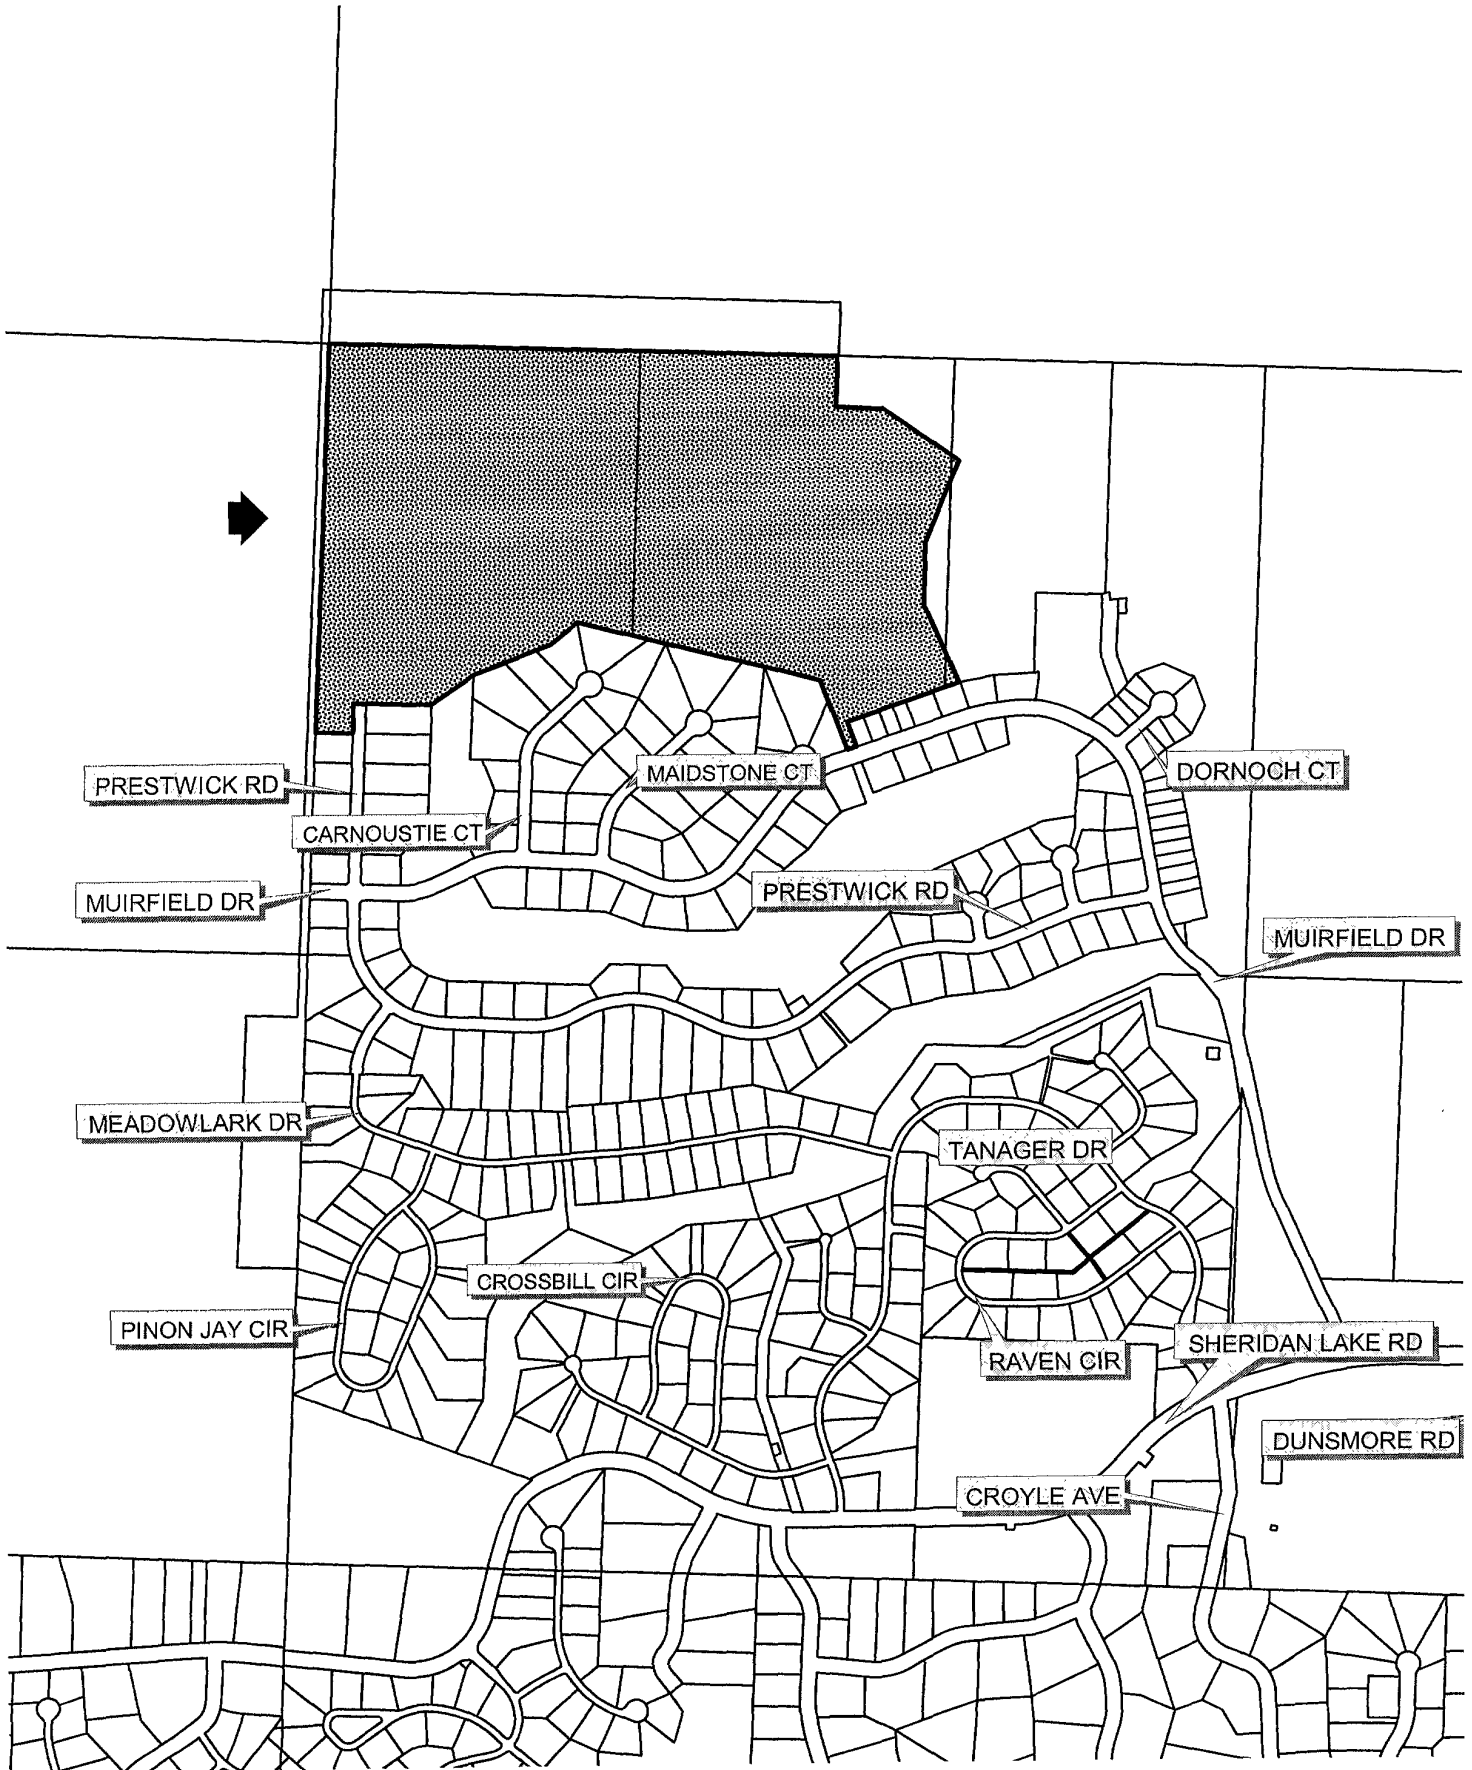 PRESTWICK RD
MAIDSTONE CT
DORNOCH CT
CARNOUSTIE CT
MUIRFIELD DR
PRESTWICK RD
MUIRFIELD DR
MEADOWLARK DR
TANAGER DR
CROSSBILL CIR
PINON JAY CIR
RAVEN CIR
SHERIDAN LAKE RD
DUNSMORE RD
CROYLE AVE